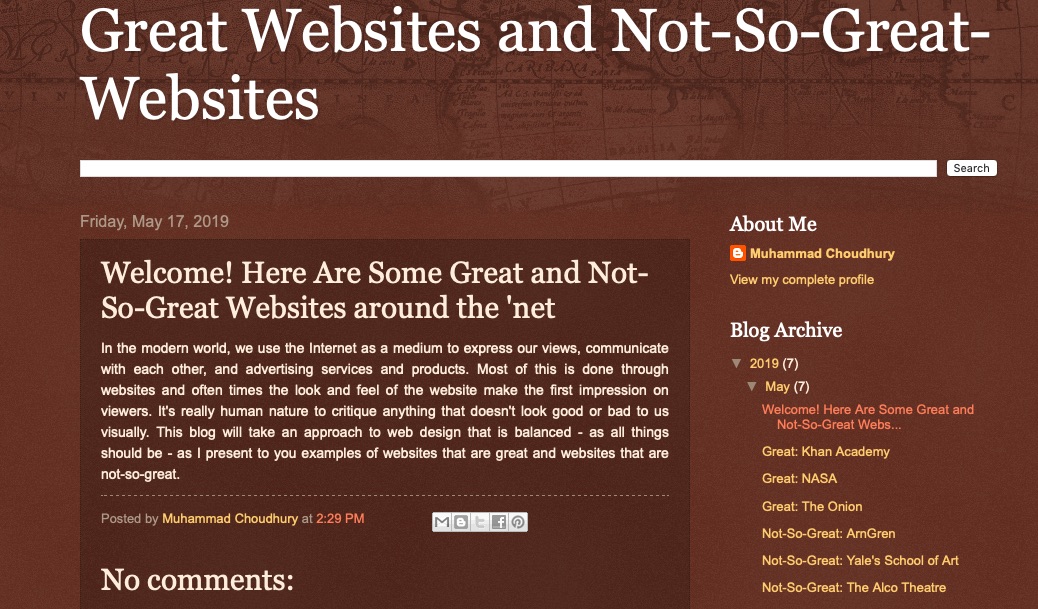 Great Websites and Not-So-Great-
Websites
Search
Friday, May 17, 2019
Welcome! Here Are Some Great and Not-
So-Great Websites around the 'net
In the modern world, we use the Internet as a medium to express our views, communicate
with each other, and advertising services and products. Most of this is done through
websites and often times the look and feel of the website make the first impression on
viewers. It's really human nature to critique anything that doesn't look good or bad to us
visually. This blog will take an approach to web design that is balanced - as all things
should be - as I present to you examples of websites that are great and websites that are
not-so-great.
Posted by Muhammad Choudhury at 2:29 PM
No comments:
About Me
Muhammad Choudhury
View my complete profile
Blog Archive
▼ 2019 (7)
▼ May (7)
Welcome! Here Are Some Great and
Not-So-Great Webs...
Great: Khan Academy
Great: NASA
Great: The Onion
Not-So-Great: ArnGren
Not-So-Great: Yale's School of Art
Not-So-Great: The Alco Theatre